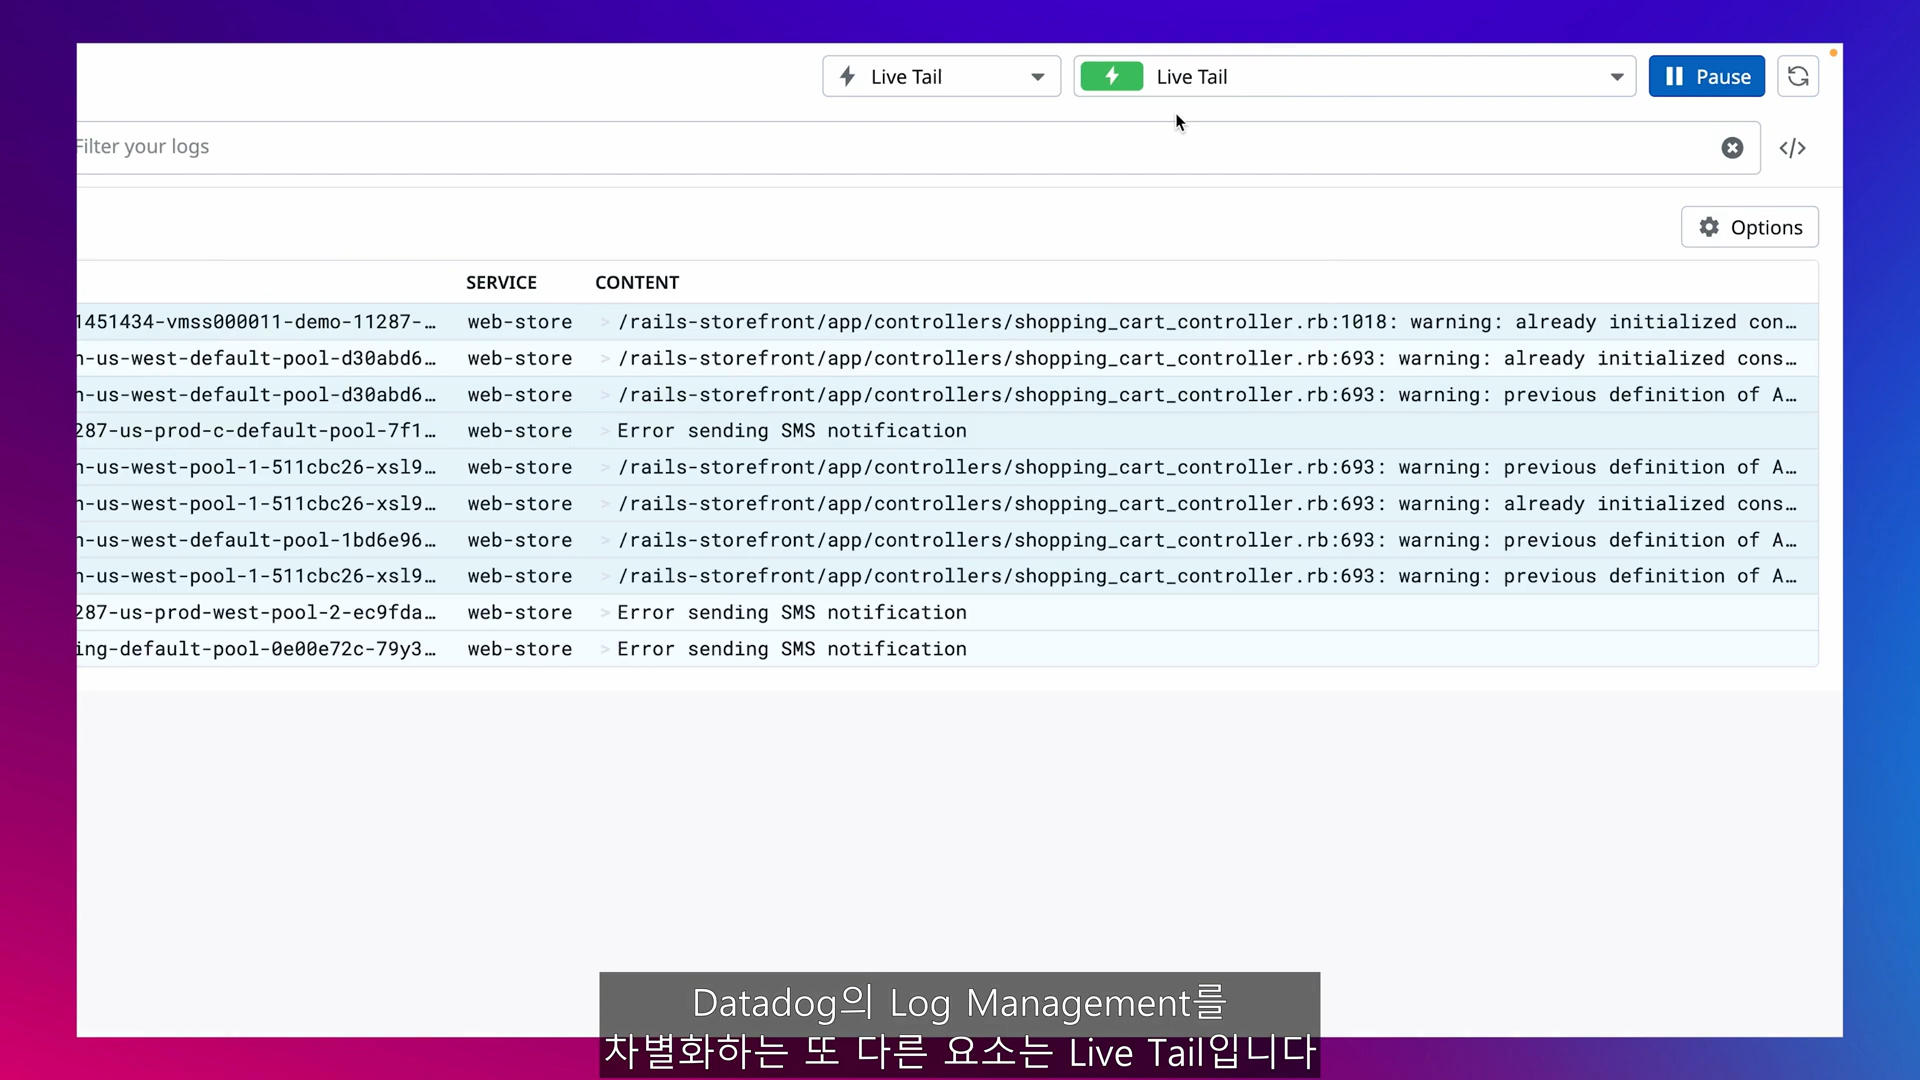 Live Tail
Live Tail
Pause
Filter your logs
</>
Options
SERVICE CONTENT
1451434-vmss000011-demo-11287-… web-store > /rails-storefront/app/controllers/shopping_cart_controller.rb:1018: warning: already initialized con…
n-us-west-default-pool-d30abd6… web-store > /rails-storefront/app/controllers/shopping_cart_controller.rb:693: warning: already initialized cons…
n-us-west-default-pool-d30abd6… web-store > /rails-storefront/app/controllers/shopping_cart_controller.rb:693: warning: previous definition of A…
287-us-prod-c-default-pool-7f1… web-store > Error sending SMS notification
n-us-west-pool-1-511cbc26-xsl9… web-store > /rails-storefront/app/controllers/shopping_cart_controller.rb:693: warning: previous definition of A…
n-us-west-pool-1-511cbc26-xsl9… web-store > /rails-storefront/app/controllers/shopping_cart_controller.rb:693: warning: already initialized cons…
n-us-west-default-pool-1bd6e96… web-store > /rails-storefront/app/controllers/shopping_cart_controller.rb:693: warning: previous definition of A…
n-us-west-pool-1-511cbc26-xsl9… web-store > /rails-storefront/app/controllers/shopping_cart_controller.rb:693: warning: previous definition of A…
287-us-prod-west-pool-2-ec9fda… web-store > Error sending SMS notification
ing-default-pool-0e00e72c-79y3… web-store > Error sending SMS notification
Datadog의 Log Management를
차별화하는 또 다른 요소는 Live Tail입니다